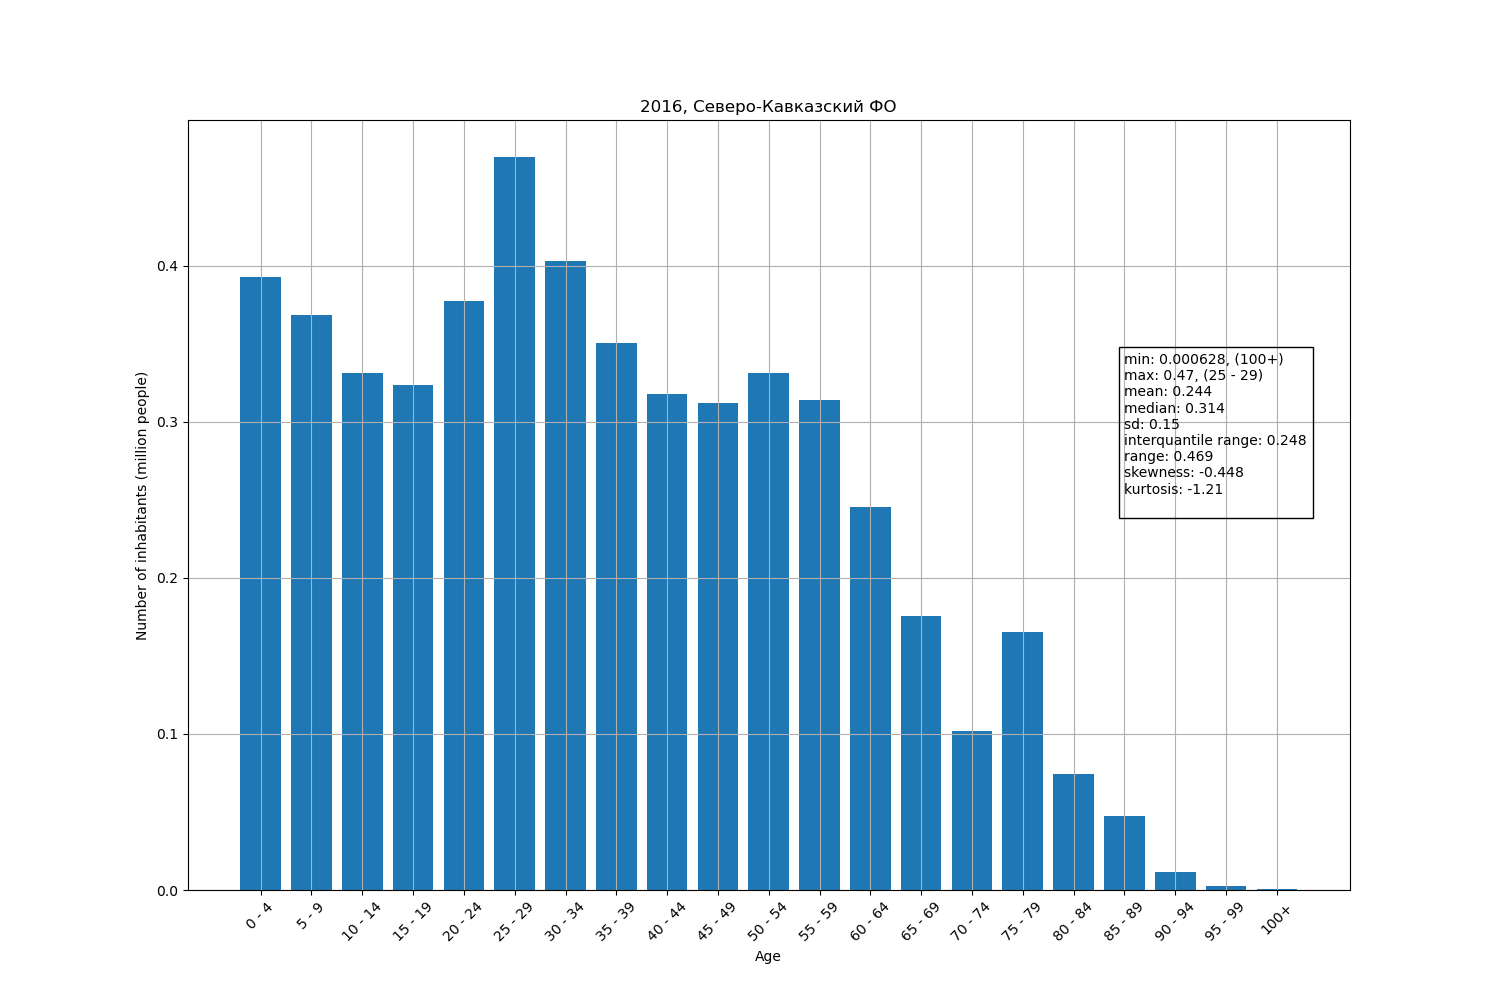 2016, Северо-Кавказский ФО
Number of inhabitants (million people)
0.4
0.3
0.2
0.1
0.0
min: 0.000628, (100+)
max: 0.47, (25 - 29)
mean: 0.244
median: 0.314
sd: 0.15
interquantile range: 0.248
range: 0.469
skewness: -0.448
kurtosis: -1.21
0 - 4
5 - 9
10 - 14
15 - 19
20 - 24
25 - 29
30 - 34
35 - 39
40 - 44
45 - 49
50 - 54
55 - 59
60 - 64
65 - 69
70 - 74
75 - 79
80 - 84
85 - 89
90 - 94
95 - 99
100+
Age